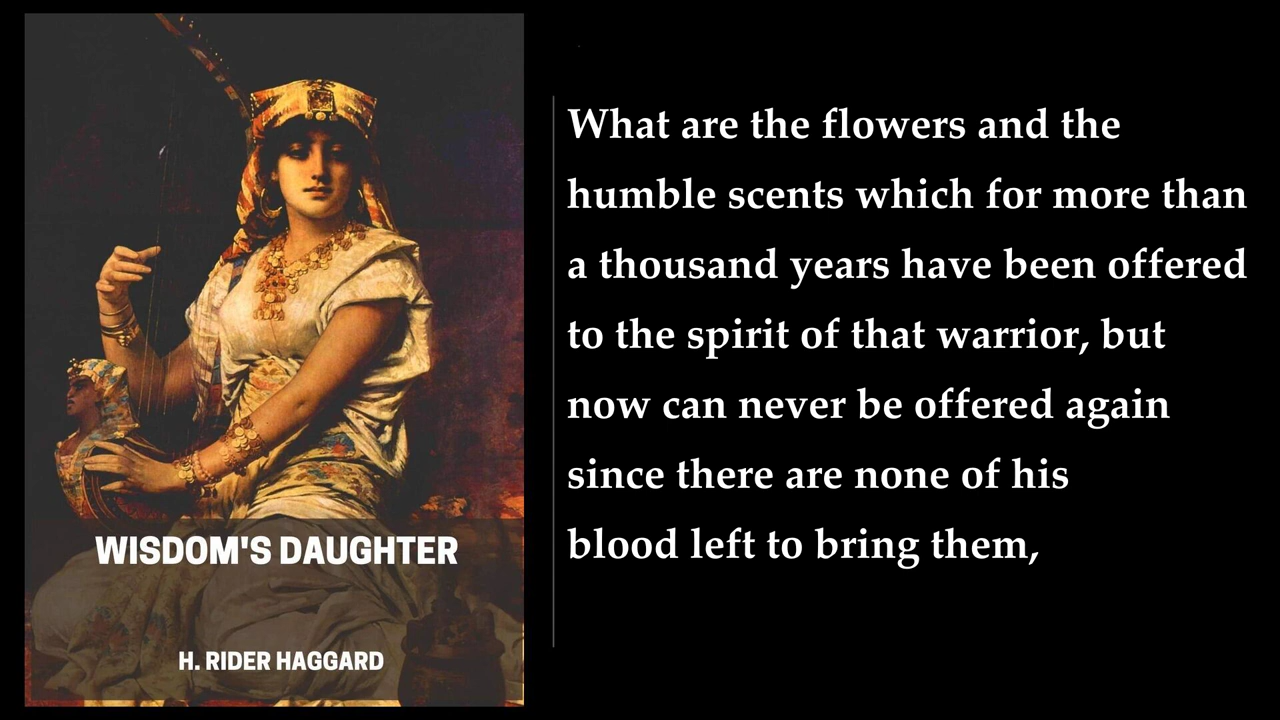 WISDOM'S DAUGHTER
H. RIDER HAGGARD
What are the flowers and the
humble scents which for more than
a thousand years have been offered
to the spirit of that warrior, but
now can never be offered again
since there are none of his
blood left to bring them,